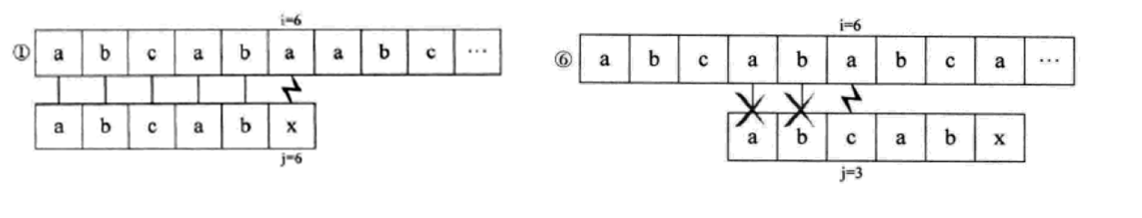 i=6
① a b c a b a a b c ···
a b c a b x
j=6
i=6
⑥ a b c a b a b c a ···
a b c a b x
j=3